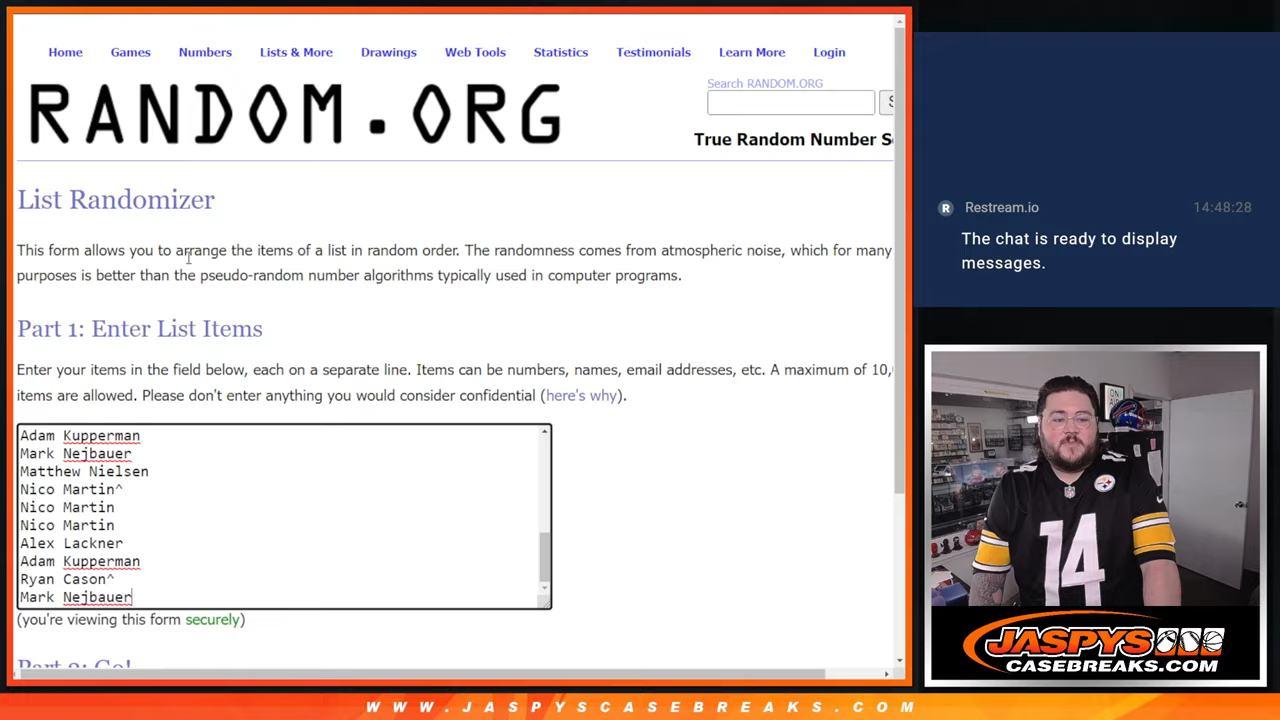 Home Games Numbers Lists & More Drawings Web Tools Statistics Testimonials Learn More Login
RANDOM.ORG
Search RANDOM.ORG
S
True Random Number S
List Randomizer
This form allows you to arrange the items of a list in random order. The randomness comes from atmospheric noise, which for many
purposes is better than the pseudo-random number algorithms typically used in computer programs.
Part 1: Enter List Items
Enter your items in the field below, each on a separate line. Items can be numbers, names, email addresses, etc. A maximum of 10,
items are allowed. Please don't enter anything you would consider confidential (here's why).
Adam Kupperman
Mark Nejbauer
Matthew Nielsen
Nico Martin^
Nico Martin
Nico Martin
Alex Lackner
Adam Kupperman
Ryan Cason^
Mark Nejbauer
(you're viewing this form securely)
Part 2: Go!
R Restream.io 14:48:28
The chat is ready to display
messages.
ON
AIR
14
JASPYS
CASEBREAKS.COM
WWW.JASPYSCASEBREAKS.COM